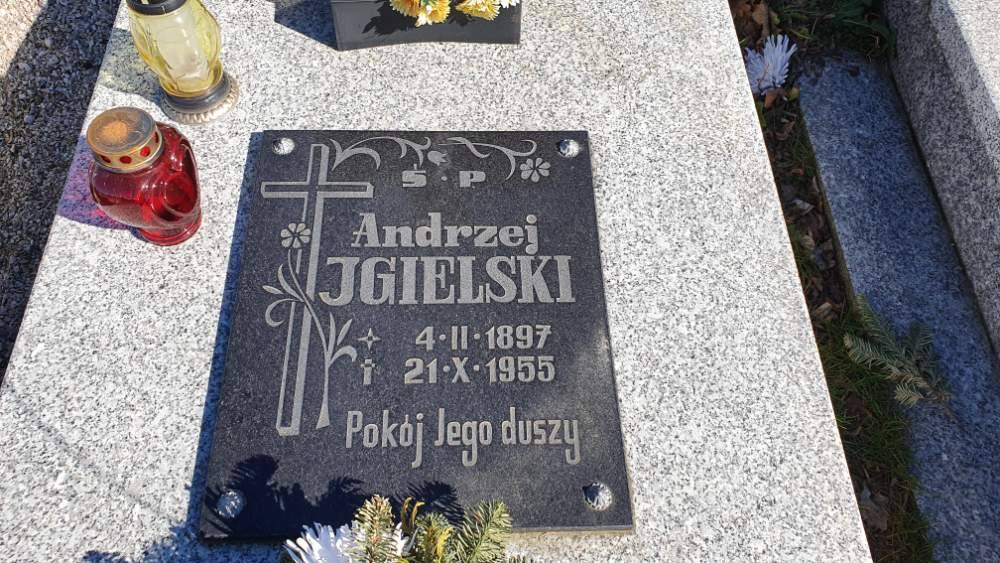 Ś·P
Andrzej
JGIELSKI
4·II·1897
21·X·1955
Pokój Jego duszy